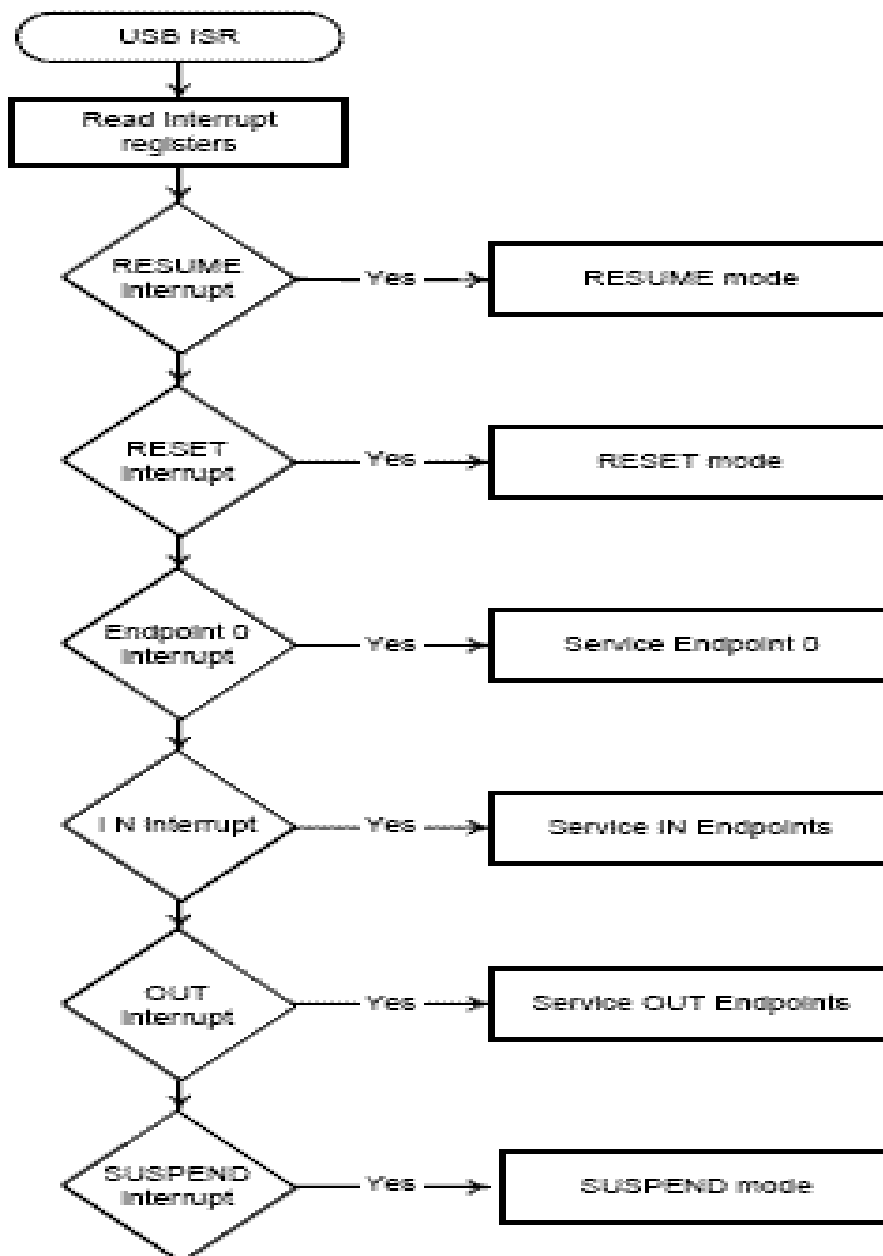 USB ISR
Read Interrupt
registers
RESUME
Interrupt
Yes
RESUME mode
RESET
Interrupt
Yes
RESET mode
Endpoint 0
Interrupt
Yes
Service Endpoint 0
IN Interrupt
Yes
Service IN Endpoints
OUT
Interrupt
Yes
Service OUT Endpoints
SUSPEND
Interrupt
Yes
SUSPEND mode